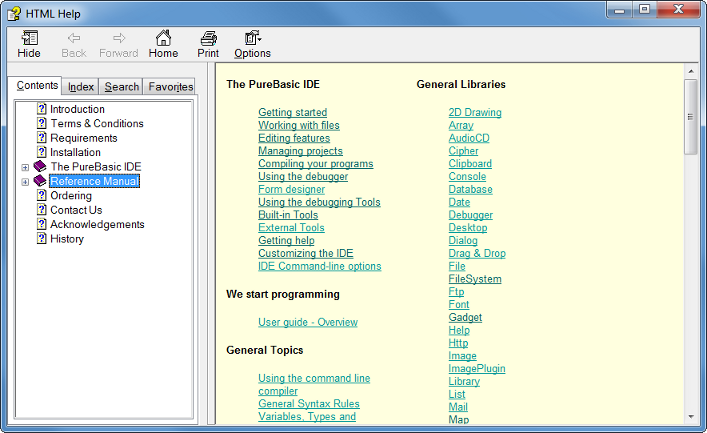 HTML Help
Hide Back Forward Home Print Options
Contents Index Search Favorites
Introduction
Terms & Conditions
Requirements
Installation
The PureBasic IDE
Reference Manual
Ordering
Contact Us
Acknowledgements
History
The PureBasic IDE
Getting started
Working with files
Editing features
Managing projects
Compiling your programs
Using the debugger
Form designer
Using the debugging Tools
Built-in Tools
External Tools
Getting help
Customizing the IDE
IDE Command-line options
We start programming
User guide - Overview
General Topics
Using the command line
compiler
General Syntax Rules
Variables, Types and
General Libraries
2D Drawing
Array
AudioCD
Cipher
Clipboard
Console
Database
Date
Debugger
Desktop
Dialog
Drag & Drop
File
FileSystem
Ftp
Font
Gadget
Help
Http
Image
ImagePlugin
Library
List
Mail
Map